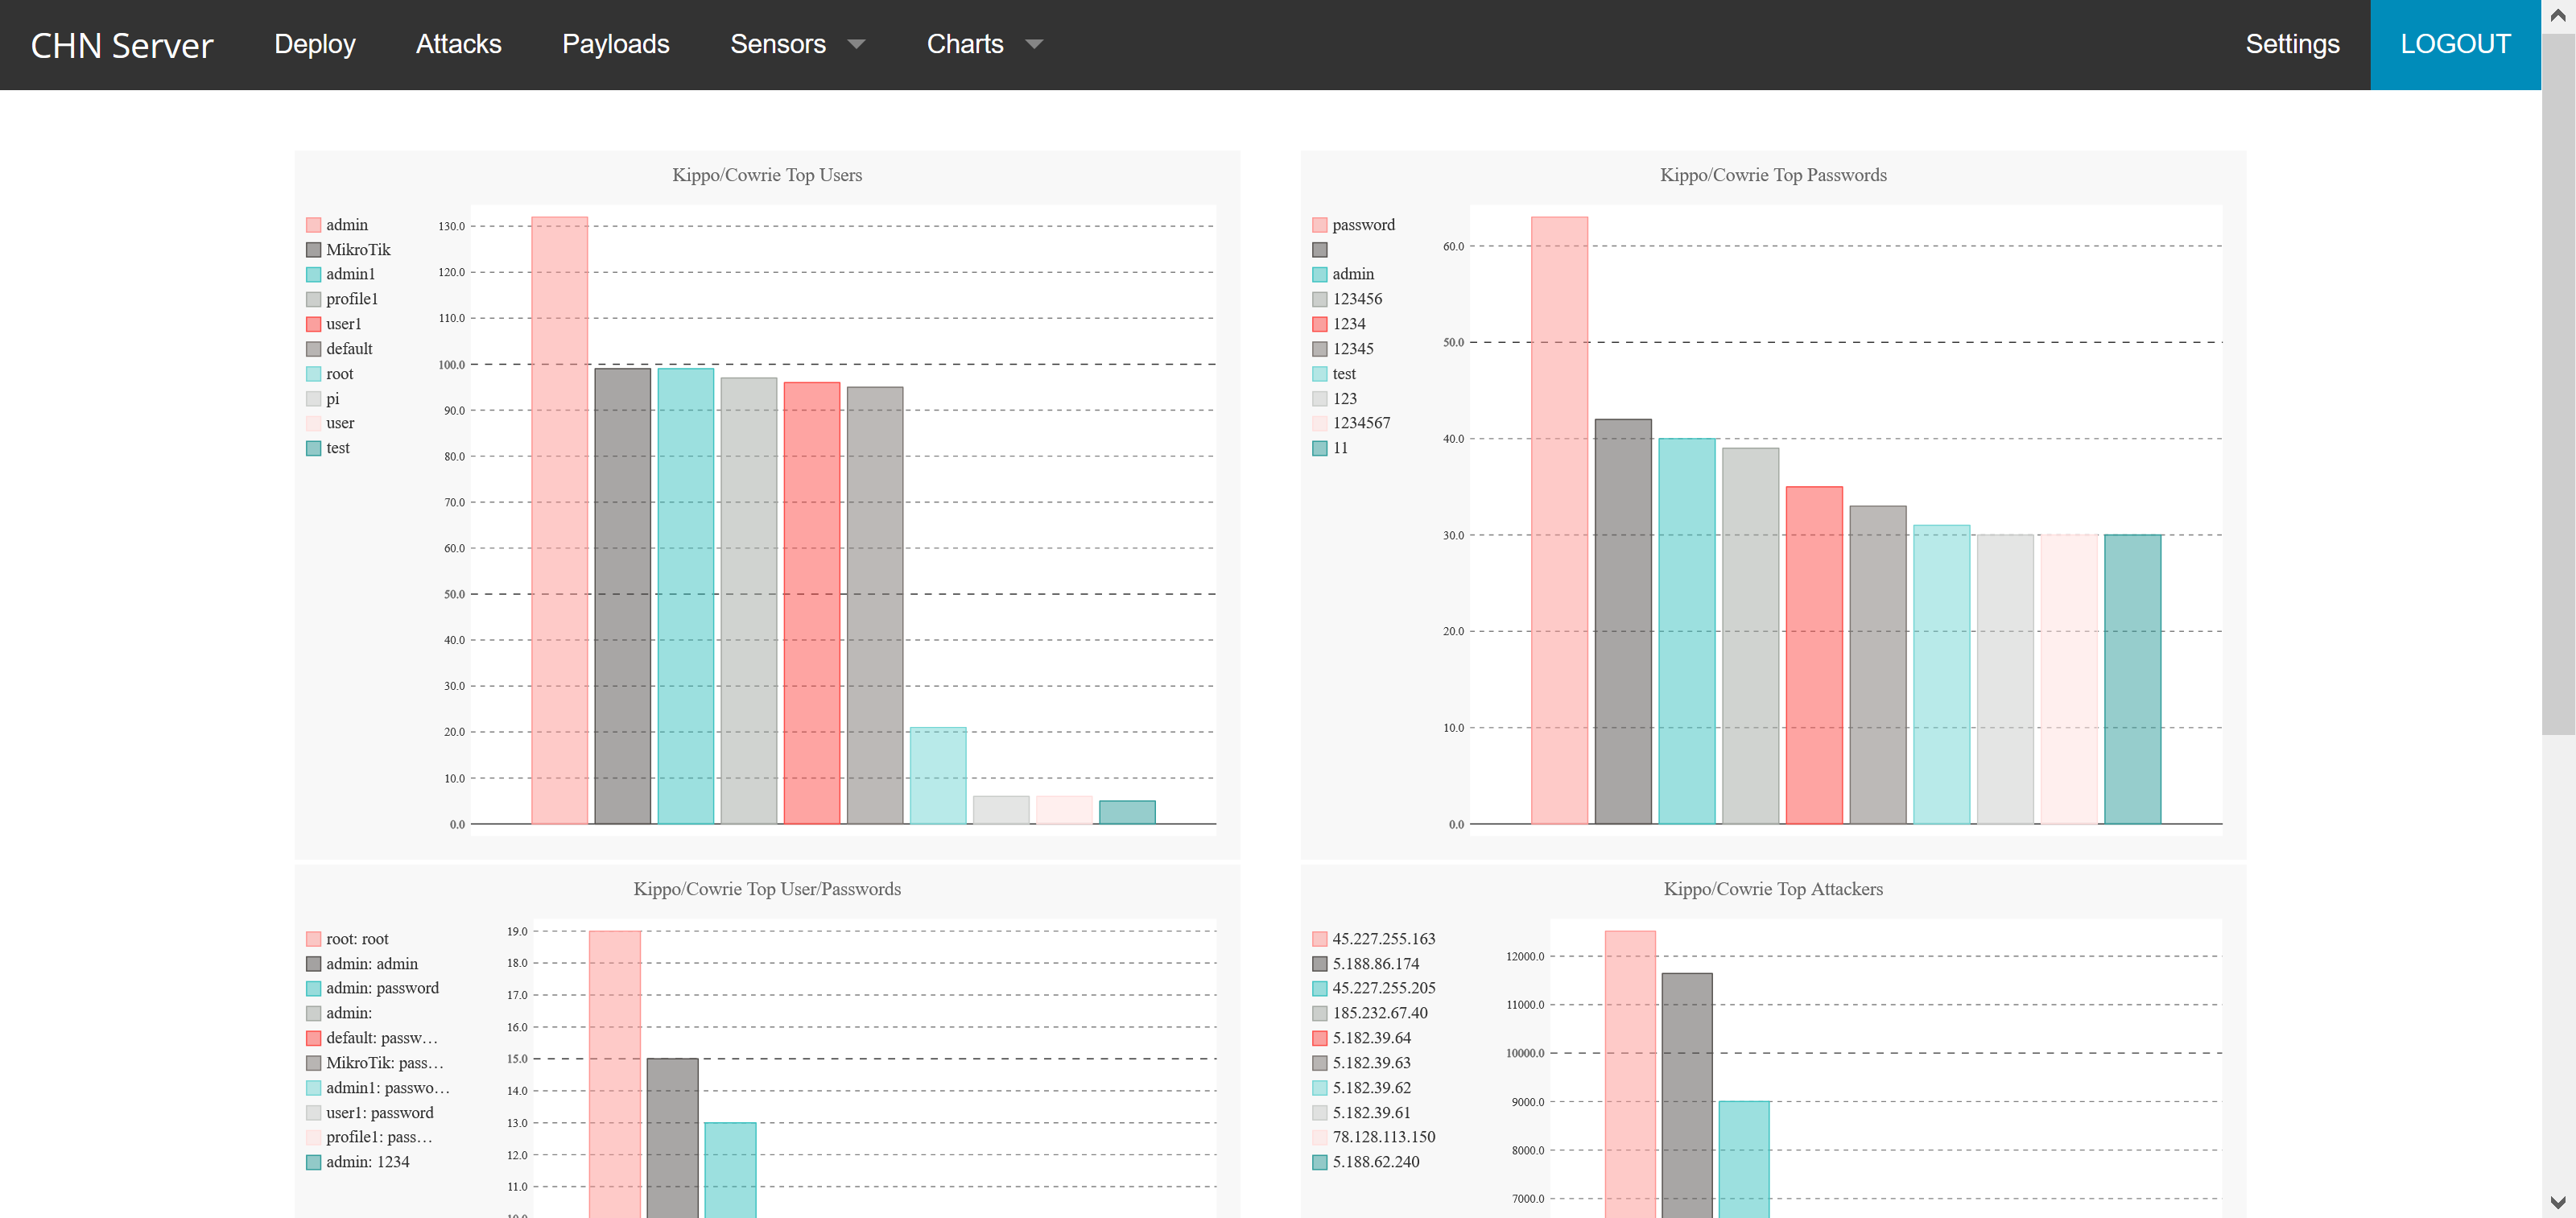 CHN Server Deploy Attacks Payloads Sensors Charts Settings LOGOUT
Kippo/Cowrie Top Users
admin
MikroTik
admin1
profile1
user1
default
root
pi
user
test
130.0
120.0
110.0
100.0
90.0
80.0
70.0
60.0
50.0
40.0
30.0
20.0
10.0
0.0
Kippo/Cowrie Top Passwords
password
admin
123456
1234
12345
test
123
1234567
11
60.0
50.0
40.0
30.0
20.0
10.0
0.0
Kippo/Cowrie Top User/Passwords
root: root
admin: admin
admin: password
admin:
default: passw…
MikroTik: pass…
admin1: passwo…
user1: password
profile1: pass…
admin: 1234
19.0
18.0
17.0
16.0
15.0
14.0
13.0
12.0
11.0
10.0
Kippo/Cowrie Top Attackers
45.227.255.163
5.188.86.174
45.227.255.205
185.232.67.40
5.182.39.64
5.182.39.63
5.182.39.62
5.182.39.61
78.128.113.150
5.188.62.240
12000.0
11000.0
10000.0
9000.0
8000.0
7000.0